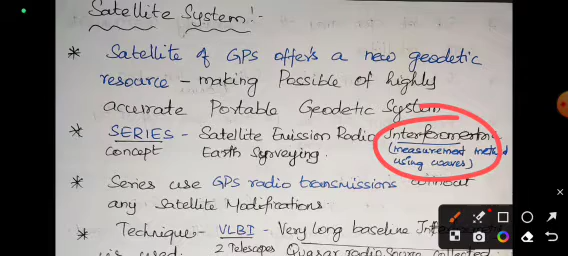 Satellite System!-
* Satellite of GPS offers a new geodetic
resource - making Possible of highly
accurate Portable Geodetic System
* SERIES - Satellite Emission Radio Interferometric
concept Earth Surveying.
(measurement method
using waves)
* Series use GPS radio transmissions without
any Satellite Modifications
* Technique - VLBI - Very long baseline
is used 2 Telescopes Quasar radio Source collected